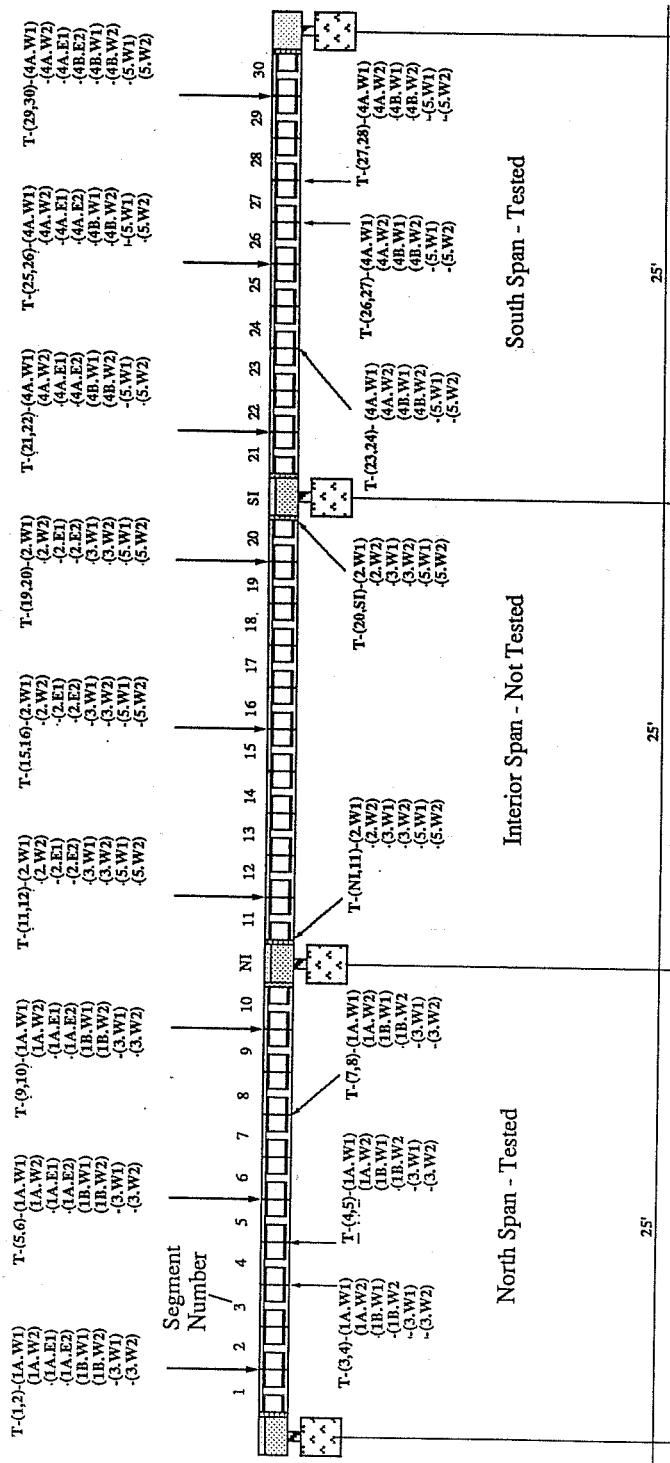 T-(1,2)-(1A.W1)
(1A.W2)
-(1A.E1)
-(1A.E2)
(1B.W1)
(1B.W2)
-(3.W1)
-(3.W2)
T-(5,6)-(1A.W1)
(1A.W2)
-(1A.E1)
-(1A.E2)
(1B.W1)
(1B.W2)
-(3.W1)
-(3.W2)
T-(9,10)-(1A.W1)
(1A.W2)
-(1A.E1)
-(1A.E2)
(1B.W1)
(1B.W2)
-(3.W1)
-(3.W2)
T-(11,12)-(2.W1)
-(2.W2)
-(2.E1)
-(2.E2)
-(3.W1)
-(3.W2)
-(5.W1)
-(5.W2)
T-(15,16)-(2.W1)
-(2.W2)
-(2.E1)
-(2.E2)
-(3.W1)
-(3.W2)
-(5.W1)
-(5.W2)
T-(19,20)-(2.W1)
-(2.W2)
-(2.E1)
-(2.E2)
-(3.W1)
-(3.W2)
-(5.W1)
-(5.W2)
T-(21,22)-(4A.W1)
(4A.W2)
-(4A.E1)
-(4A.E2)
(4B.W1)
(4B.W2)
-(5.W1)
-(5.W2)
T-(25,26)-(4A.W1)
(4A.W2)
-(4A.E1)
-(4A.E2)
(4B.W1)
(4B.W2)
-(5.W1)
-(5.W2)
T-(29,30)-(4A.W1)
-(4A.W2)
-(4A.E1)
-(4B.E2)
-(4B.W1)
-(4B.W2)
-(5.W1)
(5.W2)
Segment
Number
1 2 3 4 5 6 7 8 9 10 NI 11 12 13 14 15 16 17 18 19 20 SI 21 22 23 24 25 26 27 28 29 30
T-(3,4)-(1A.W1)
(1A.W2)
(1B.W1)
(1B.W2
-(3.W1)
-(3.W2)
T-(4,5)-(1A.W1)
(1A.W2)
(1B.W1)
(1B.W2
-(3.W1)
-(3.W2)
T-(7,8)-(1A.W1)
(1A.W2)
(1B.W1)
(1B.W2
-(3.W1)
-(3.W2)
T-(NI,11)-(2.W1)
-(2.W2)
-(3.W1)
-(3.W2)
-(5.W1)
-(5.W2)
T-(20,SI)-(2.W1)
-(2.W2)
-(3.W1)
-(3.W2)
-(5.W1)
-(5.W2)
T-(23,24)-(4A.W1)
(4A.W2)
(4B.W1)
(4B.W2)
-(5.W1)
-(5.W2)
T-(26,27)-(4A.W1)
(4A.W2)
(4B.W1)
(4B.W2)
-(5.W1)
-(5.W2)
T-(27,28)-(4A.W1)
(4A.W2)
(4B.W1)
(4B.W2)
-(5.W1)
-(5.W2)
North Span - Tested
Interior Span - Not Tested
South Span - Tested
25'
25'
25'